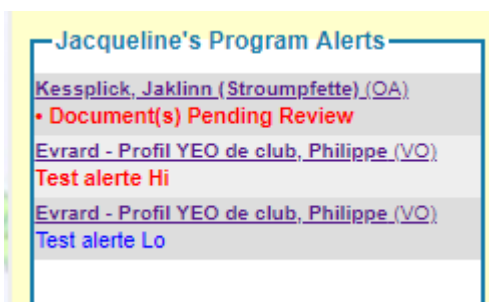 Jacqueline's Program Alerts
Kessplick, Jaklinn (Stroumpfette) (OA)
• Document(s) Pending Review
Evrard - Profil YEO de club, Philippe (VO)
Test alerte Hi
Evrard - Profil YEO de club, Philippe (VO)
Test alerte Lo